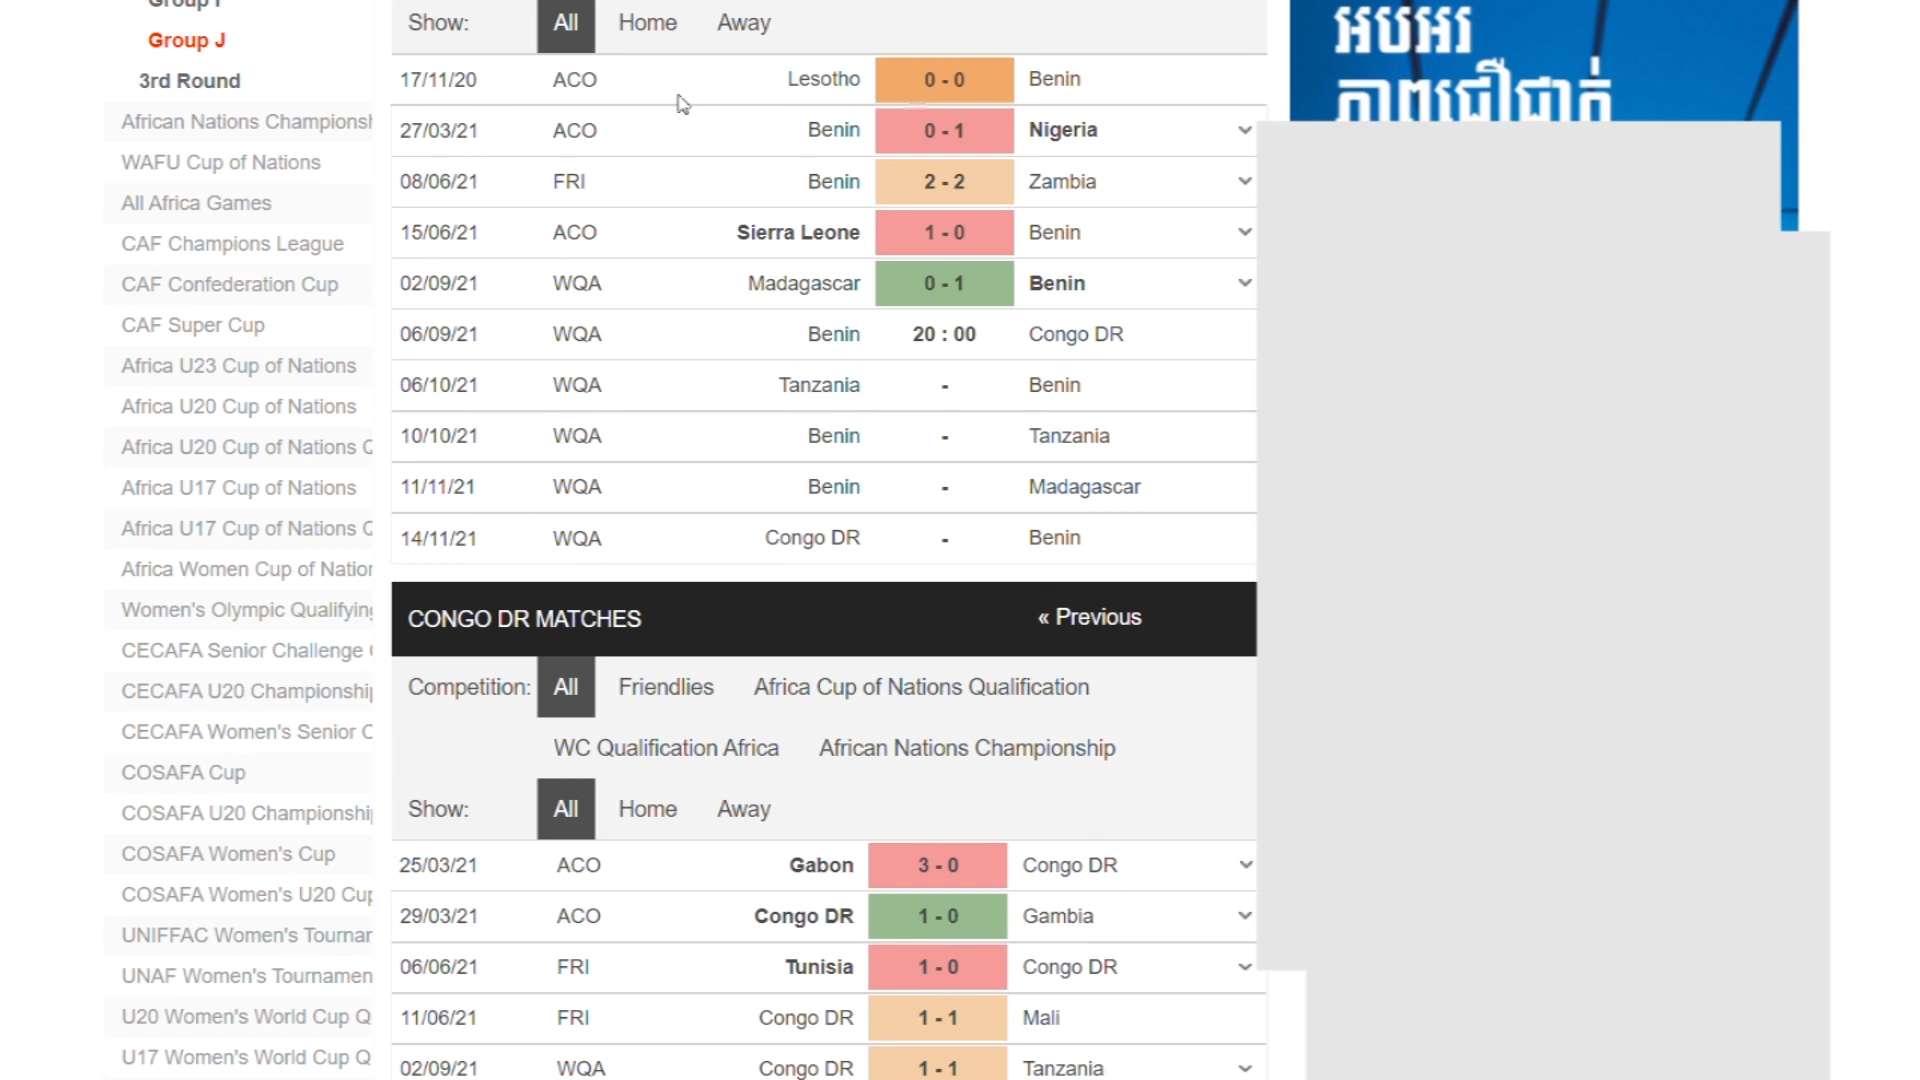 Group J
3rd Round
African Nations Championsh
WAFU Cup of Nations
All Africa Games
CAF Champions League
CAF Confederation Cup
CAF Super Cup
Africa U23 Cup of Nations
Africa U20 Cup of Nations
Africa U20 Cup of Nations Q
Africa U17 Cup of Nations
Africa U17 Cup of Nations Q
Africa Women Cup of Nation
Women's Olympic Qualifying
CECAFA Senior Challenge
CECAFA U20 Championship
CECAFA Women's Senior C
COSAFA Cup
COSAFA U20 Championship
COSAFA Women's Cup
COSAFA Women's U20 Cup
UNIFFAC Women's Tournar
UNAF Women's Tournamen
U20 Women's World Cup Q
U17 Women's World Cup Q
Show: All Home Away
17/11/20 ACO Lesotho 0 - 0 Benin
27/03/21 ACO Benin 0 - 1 Nigeria
08/06/21 FRI Benin 2 - 2 Zambia
15/06/21 ACO Sierra Leone 1 - 0 Benin
02/09/21 WQA Madagascar 0 - 1 Benin
06/09/21 WQA Benin 20 : 00 Congo DR
06/10/21 WQA Tanzania - Benin
10/10/21 WQA Benin - Tanzania
11/11/21 WQA Benin - Madagascar
14/11/21 WQA Congo DR - Benin
CONGO DR MATCHES « Previous
Competition: All Friendlies Africa Cup of Nations Qualification
WC Qualification Africa African Nations Championship
Show: All Home Away
25/03/21 ACO Gabon 3 - 0 Congo DR
29/03/21 ACO Congo DR 1 - 0 Gambia
06/06/21 FRI Tunisia 1 - 0 Congo DR
11/06/21 FRI Congo DR 1 - 1 Mali
02/09/21 WQA Congo DR 1 - 1 Tanzania
អបអរ